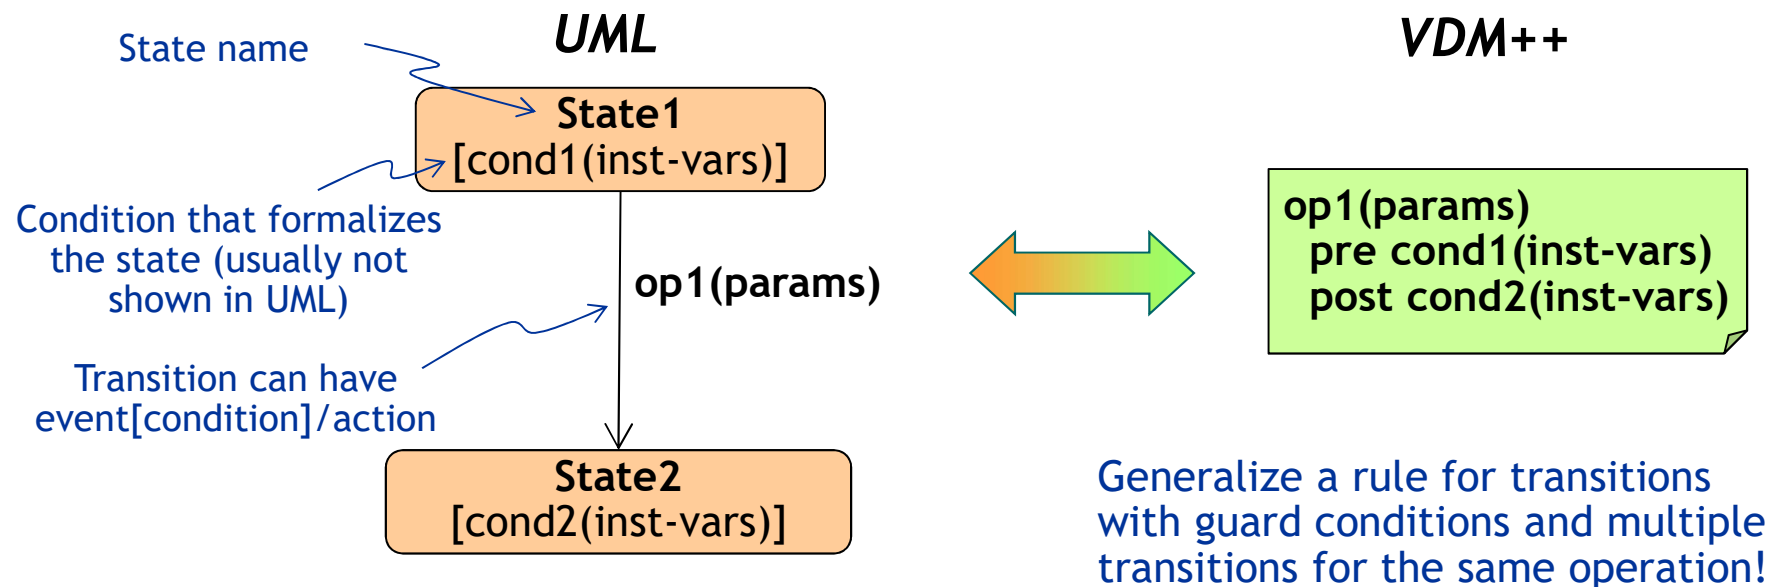 UML
VDM++
State name
State1
[cond1(inst-vars)]
Condition that formalizes
the state (usually not
shown in UML)
op1(params)
Transition can have
event[condition]/action
State2
[cond2(inst-vars)]
op1(params)
pre cond1(inst-vars)
post cond2(inst-vars)
Generalize a rule for transitions
with guard conditions and multiple
transitions for the same operation!